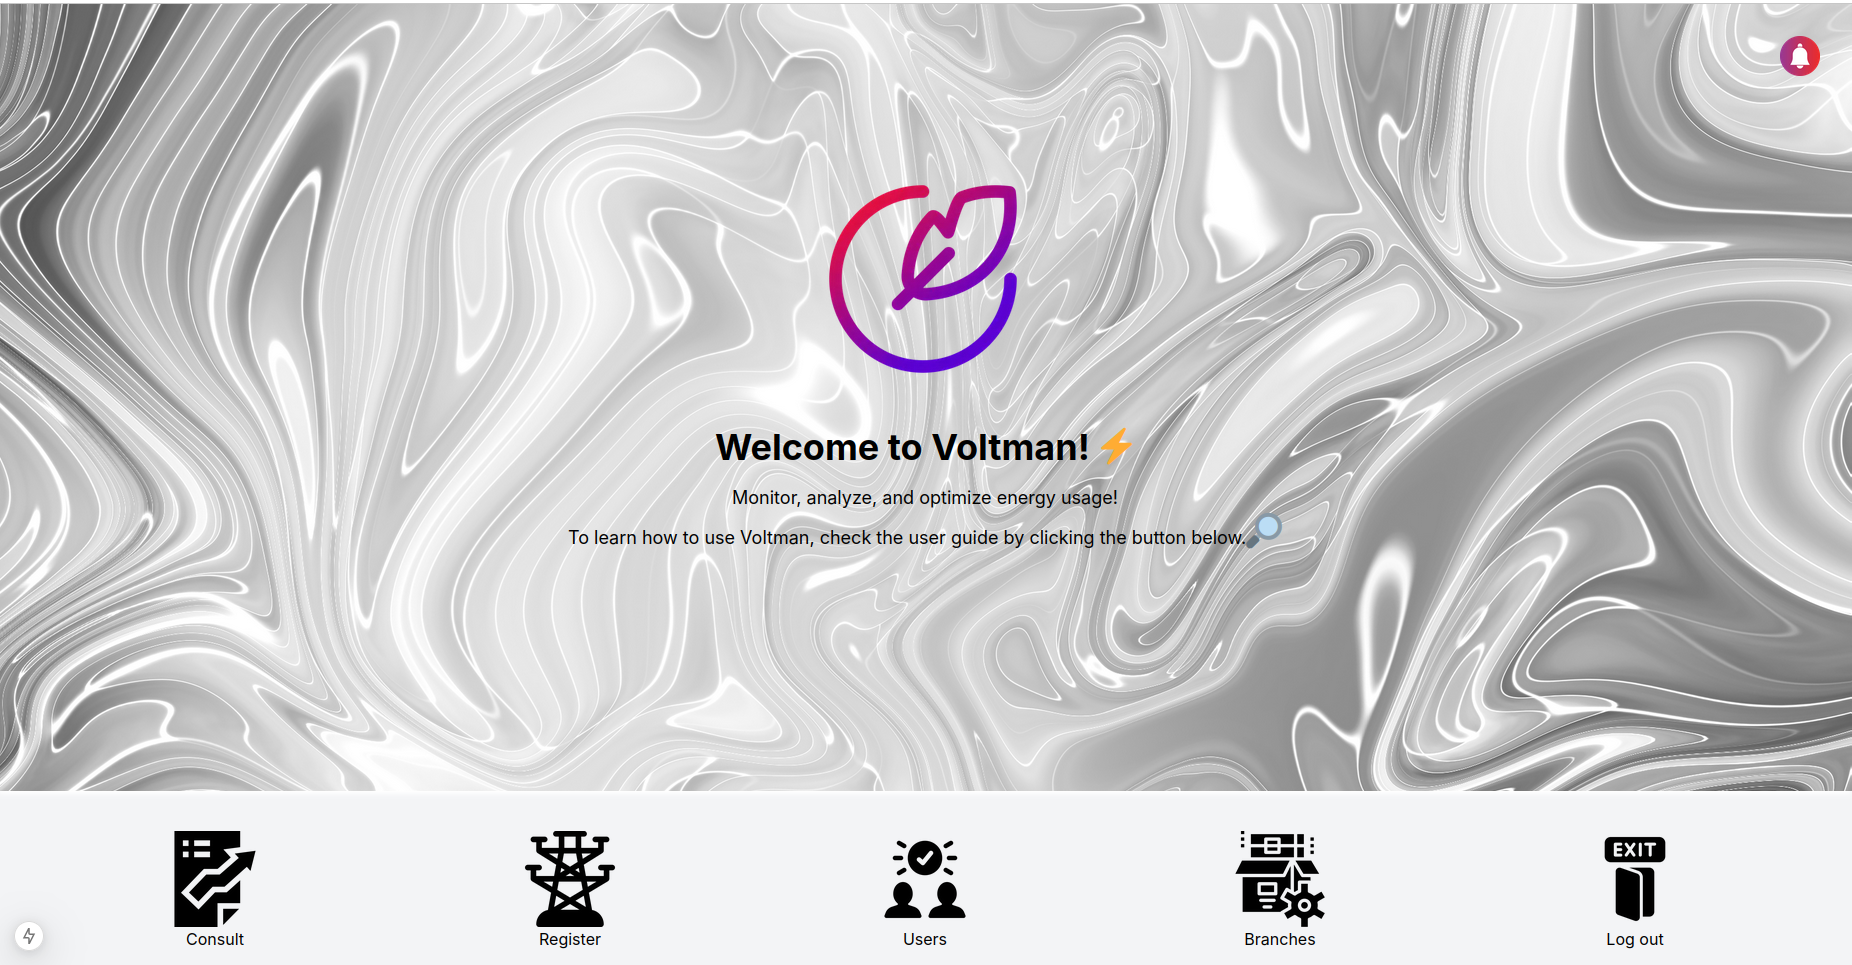 Welcome to Voltman! ⚡
Monitor, analyze, and optimize energy usage!
To learn how to use Voltman, check the user guide by clicking the button below.🔎
EXIT
Consult
Register
Users
Branches
Log out